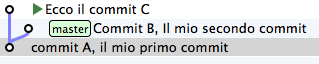 Ecco il commit C
master Commit B, Il mio secondo commit
commit A, il mio primo commit